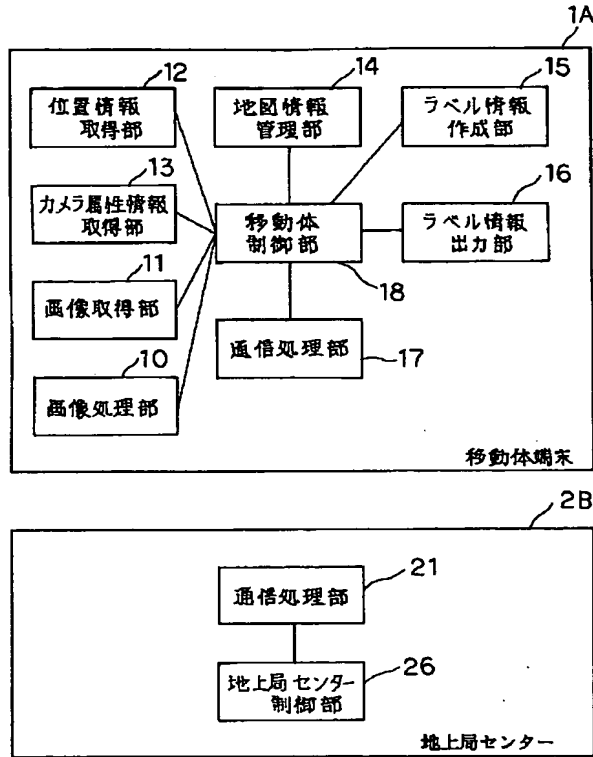 1A
12
14
15
位置情報
取得部
地図情報
管理部
ラベル情報
作成部
13
16
カメラ属性情報
取得部
移動体
制御部
ラベル情報
出力部
11
18
画像取得部
10
通信処理部
17
画像処理部
移動体端末
2B
21
通信処理部
26
地上局センター
制御部
地上局センター